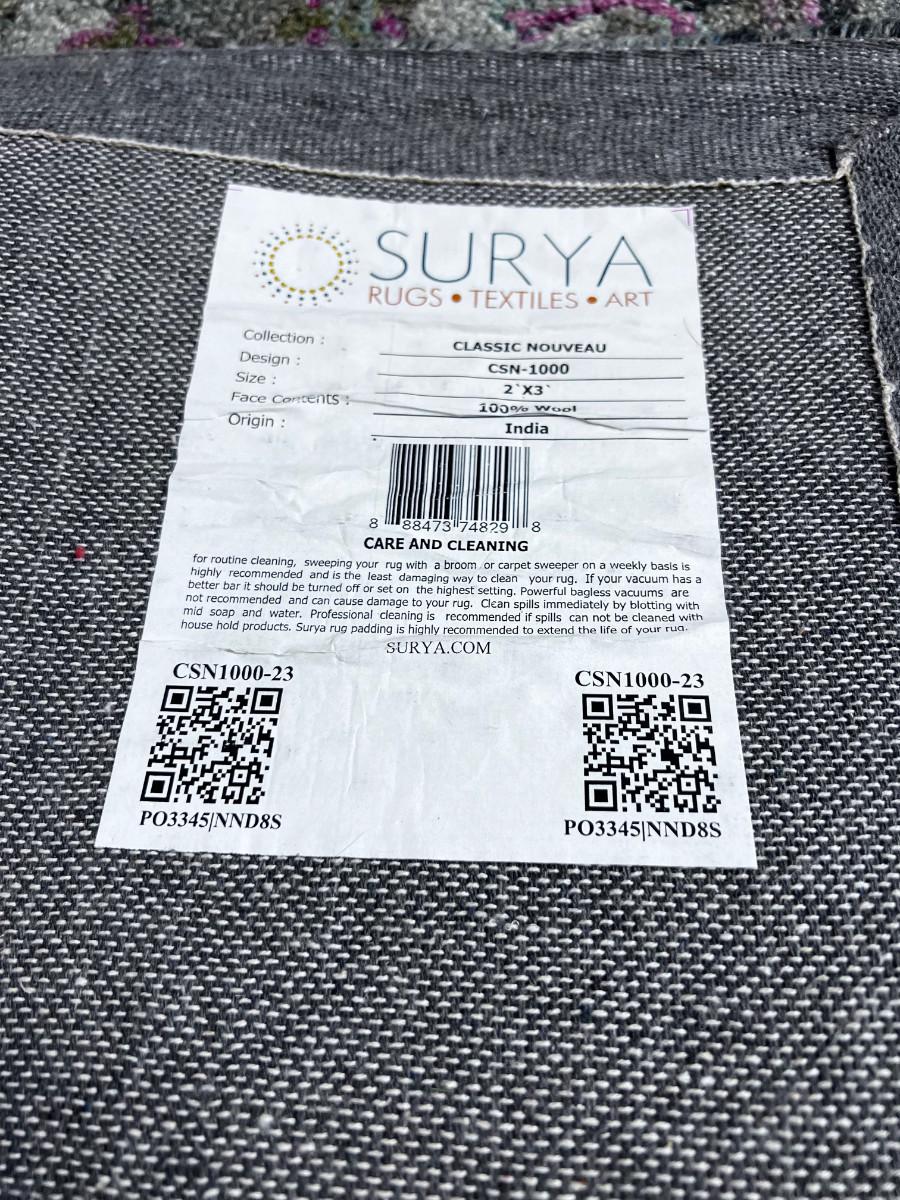 SURYA
RUGS • TEXTILES • ART
Collection : CLASSIC NOUVEAU
Design : CSN-1000
Size : 2`X3`
Face Contents : 100% Wool
Origin : India
8 88473 74829 8
CARE AND CLEANING
for routine cleaning, sweeping your rug with a broom or carpet sweeper on a weekly basis is
highly recommended and is the least damaging way to clean your rug. If your vacuum has a
better bar it should be turned off or set on the highest setting. Powerful bagless vacuums are
not recommended and can cause damage to your rug. Clean spills immediately by blotting with
mid soap and water. Professional cleaning is recommended if spills can not be cleaned with
house hold products. Surya rug padding is highly recommended to extend the life of your rug.
SURYA.COM
CSN1000-23 CSN1000-23
PO3345|NND8S PO3345|NND8S